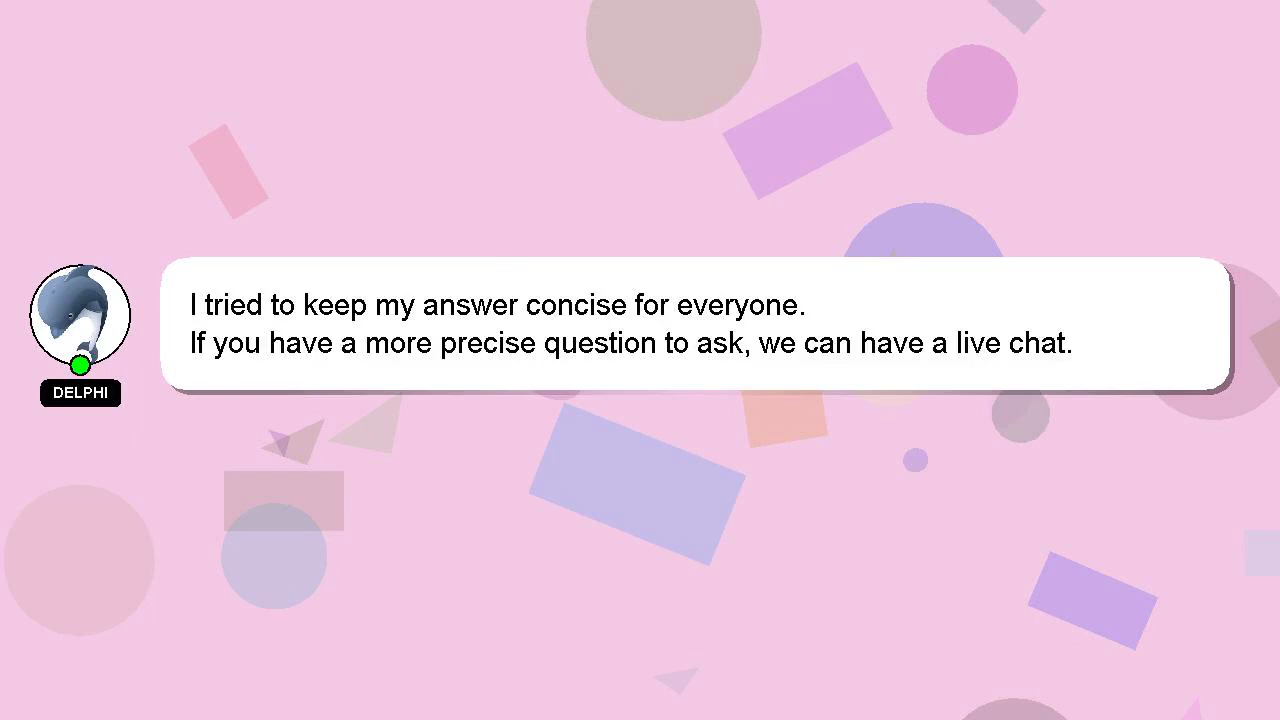 I tried to keep my answer concise for everyone.
If you have a more precise question to ask, we can have a live chat.
DELPHI